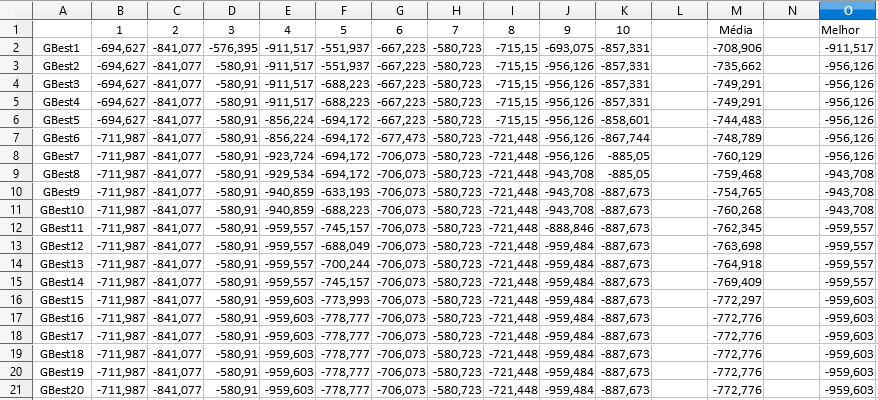 A B C D E F G H I J K L M N O
1 1 2 3 4 5 6 7 8 9 10 Média Melhor
2 GBest1 -694,627 -841,077 -576,395 -911,517 -551,937 -667,223 -580,723 -715,15 -693,075 -857,331 -708,906 -911,517
3 GBest2 -694,627 -841,077 -580,91 -911,517 -551,937 -667,223 -580,723 -715,15 -956,126 -857,331 -735,662 -956,126
4 GBest3 -694,627 -841,077 -580,91 -911,517 -688,223 -667,223 -580,723 -715,15 -956,126 -857,331 -749,291 -956,126
5 GBest4 -694,627 -841,077 -580,91 -911,517 -688,223 -667,223 -580,723 -715,15 -956,126 -857,331 -749,291 -956,126
6 GBest5 -694,627 -841,077 -580,91 -856,224 -694,172 -667,223 -580,723 -715,15 -956,126 -858,601 -744,483 -956,126
7 GBest6 -711,987 -841,077 -580,91 -856,224 -694,172 -677,473 -580,723 -721,448 -956,126 -867,744 -748,789 -956,126
8 GBest7 -711,987 -841,077 -580,91 -923,724 -694,172 -706,073 -580,723 -721,448 -956,126 -885,05 -760,129 -956,126
9 GBest8 -711,987 -841,077 -580,91 -929,534 -694,172 -706,073 -580,723 -721,448 -943,708 -885,05 -759,468 -943,708
10 GBest9 -711,987 -841,077 -580,91 -940,859 -633,193 -706,073 -580,723 -721,448 -943,708 -887,673 -754,765 -943,708
11 GBest10 -711,987 -841,077 -580,91 -940,859 -688,223 -706,073 -580,723 -721,448 -943,708 -887,673 -760,268 -943,708
12 GBest11 -711,987 -841,077 -580,91 -959,557 -745,157 -706,073 -580,723 -721,448 -888,846 -887,673 -762,345 -959,557
13 GBest12 -711,987 -841,077 -580,91 -959,557 -688,049 -706,073 -580,723 -721,448 -959,484 -887,673 -763,698 -959,557
14 GBest13 -711,987 -841,077 -580,91 -959,557 -700,244 -706,073 -580,723 -721,448 -959,484 -887,673 -764,918 -959,557
15 GBest14 -711,987 -841,077 -580,91 -959,557 -745,157 -706,073 -580,723 -721,448 -959,484 -887,673 -769,409 -959,557
16 GBest15 -711,987 -841,077 -580,91 -959,603 -773,993 -706,073 -580,723 -721,448 -959,484 -887,673 -772,297 -959,603
17 GBest16 -711,987 -841,077 -580,91 -959,603 -778,777 -706,073 -580,723 -721,448 -959,484 -887,673 -772,776 -959,603
18 GBest17 -711,987 -841,077 -580,91 -959,603 -778,777 -706,073 -580,723 -721,448 -959,484 -887,673 -772,776 -959,603
19 GBest18 -711,987 -841,077 -580,91 -959,603 -778,777 -706,073 -580,723 -721,448 -959,484 -887,673 -772,776 -959,603
20 GBest19 -711,987 -841,077 -580,91 -959,603 -778,777 -706,073 -580,723 -721,448 -959,484 -887,673 -772,776 -959,603
21 GBest20 -711,987 -841,077 -580,91 -959,603 -778,777 -706,073 -580,723 -721,448 -959,484 -887,673 -772,776 -959,603